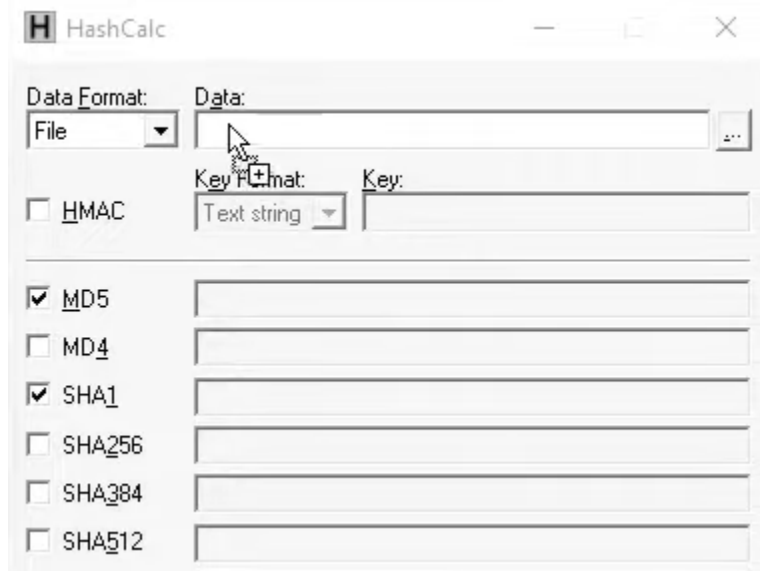 H HashCalc
Data Format: Data:
File ...
Key Format: Key:
HMAC Text string
MD5
MD4
SHA1
SHA256
SHA384
SHA512